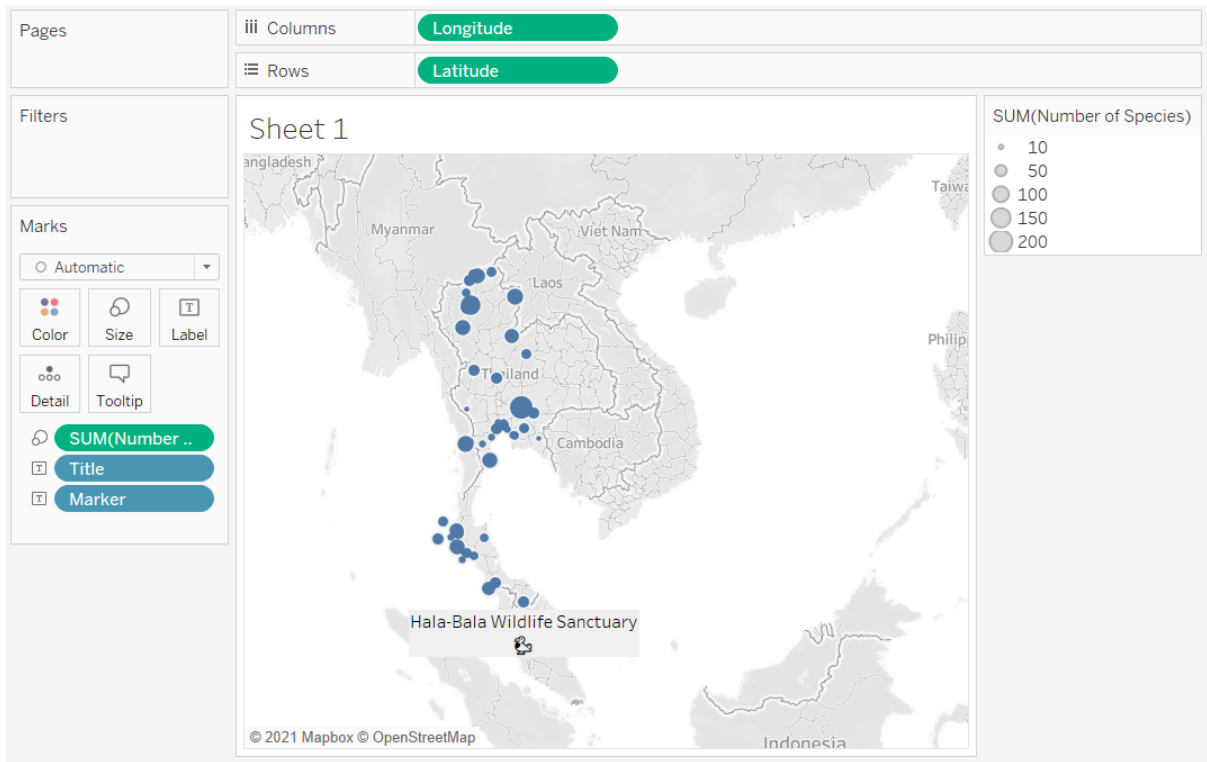 Pages
Columns
Longitude
Rows
Latitude
Filters
Marks
Automatic
Color
Size
Label
Detail
Tooltip
SUM(Number ..
Title
Marker
Sheet 1
angladesh
Myanmar
Viet Nam
Laos
Thailand
Cambodia
Taiwa
Philip
Indonesia
Hala-Bala Wildlife Sanctuary
© 2021 Mapbox © OpenStreetMap
SUM(Number of Species)
10
50
100
150
200